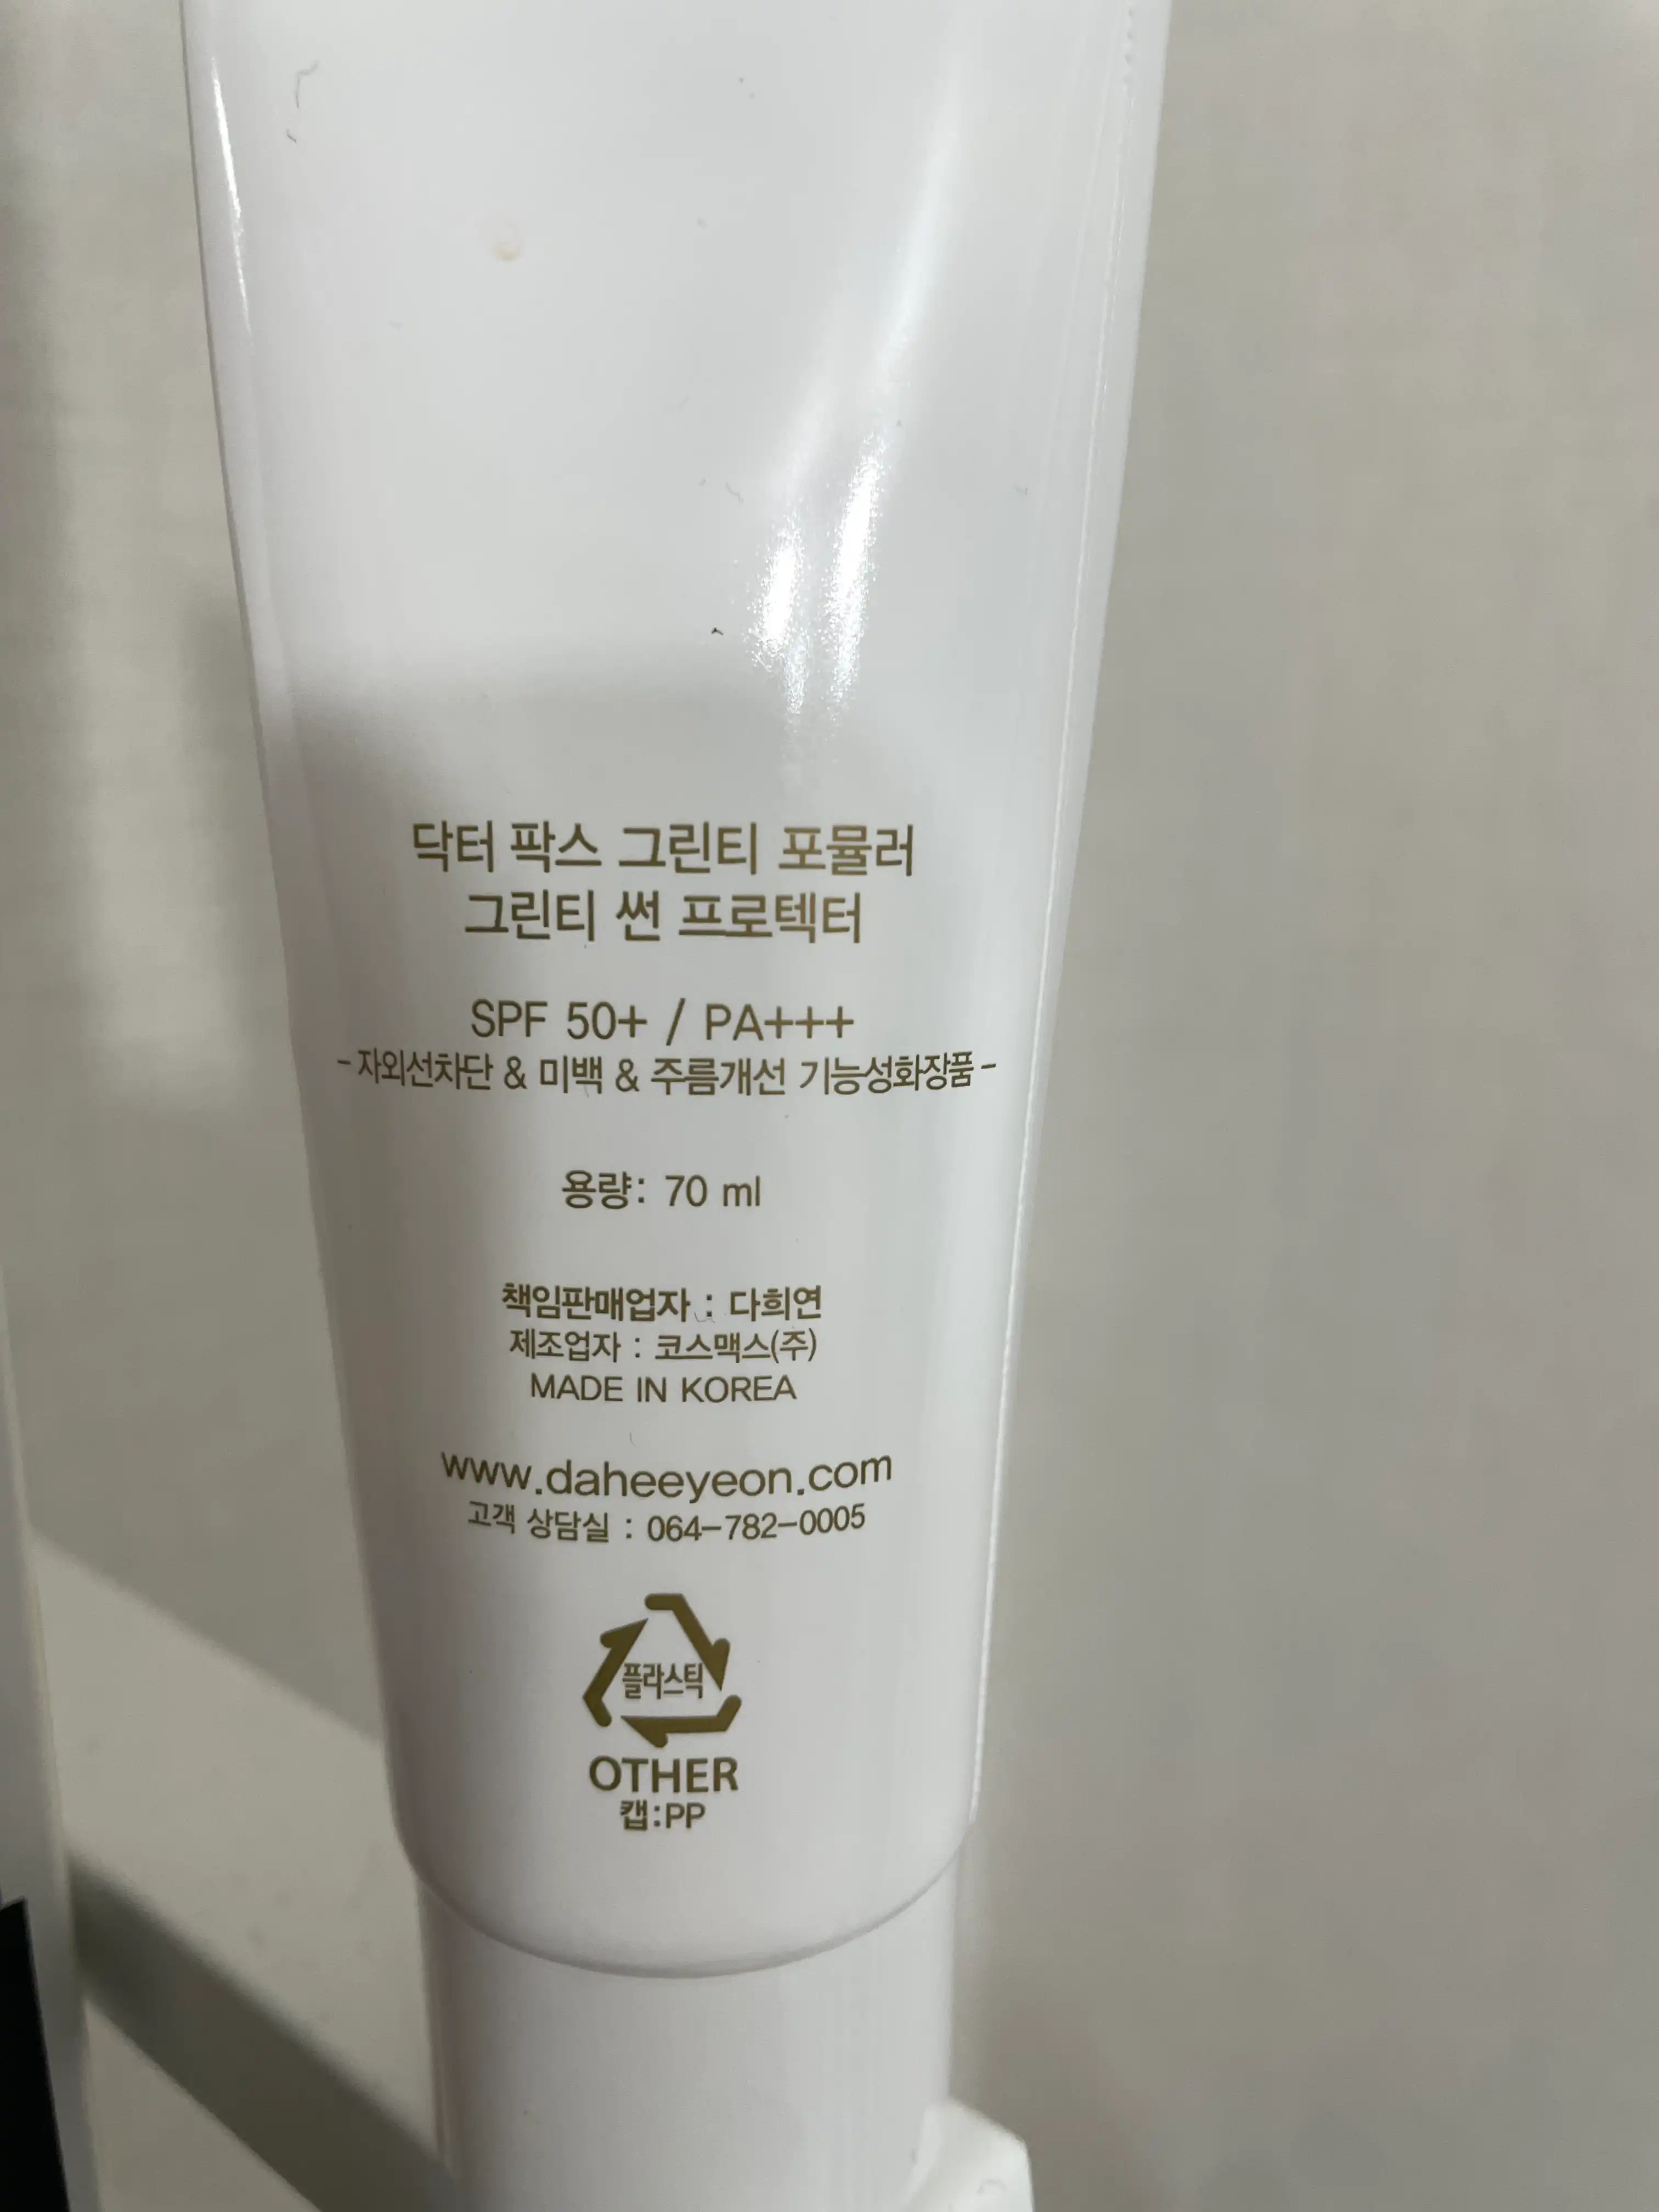 닥터 팍스 그린티 포뮬러
그린티 썬 프로텍터
SPF 50+ / PA+++
-자외선차단 & 미백 & 주름개선 기능성화장품-
용량: 70 ml
책임판매업자 : 다희연
제조업자 : 코스맥스(주)
MADE IN KOREA
www.daheeyeon.com
고객 상담실 : 064-782-0005
플라스틱
OTHER
캡:PP